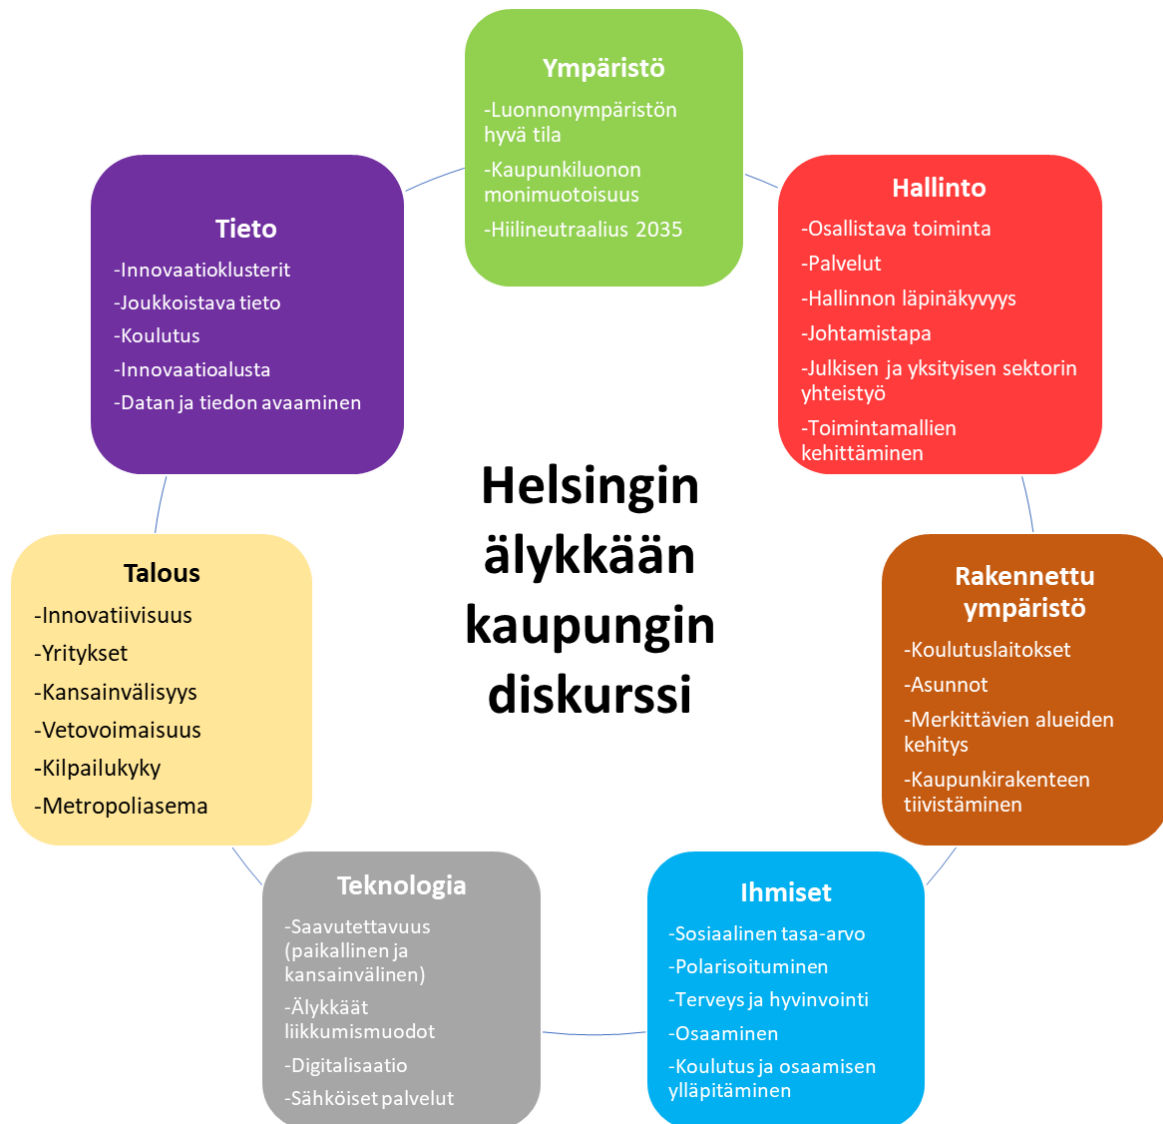 Ympäristö
-Luonnonympäristön
hyvä tila
-Kaupunkiluonon
monimuotoisuus
-Hiilineutraalius 2035
Hallinto
-Osallistava toiminta
-Palvelut
-Hallinnon läpinäkyvyys
-Johtamistapa
-Julkisen ja yksityisen sektorin
yhteistyö
-Toimintamallien
kehittäminen
Rakennettu
ympäristö
-Koulutuslaitokset
-Asunnot
-Merkittävien alueiden
kehitys
-Kaupunkirakenteen
tiivistäminen
Ihmiset
-Sosiaalinen tasa-arvo
-Polarisoituminen
-Terveys ja hyvinvointi
-Osaaminen
-Koulutus ja osaamisen
ylläpitäminen
Teknologia
-Saavutettavuus
(paikallinen ja
kansainvälinen)
-Älykkäät
liikkumismuodot
-Digitalisaatio
-Sähköiset palvelut
Talous
-Innovatiivisuus
-Yritykset
-Kansainvälisyys
-Vetovoimaisuus
-Kilpailukyky
-Metropoliasema
Tieto
-Innovaatioklusterit
-Joukkoistava tieto
-Koulutus
-Innovaatioalusta
-Datan ja tiedon avaaminen
Helsingin
älykkään
kaupungin
diskurssi